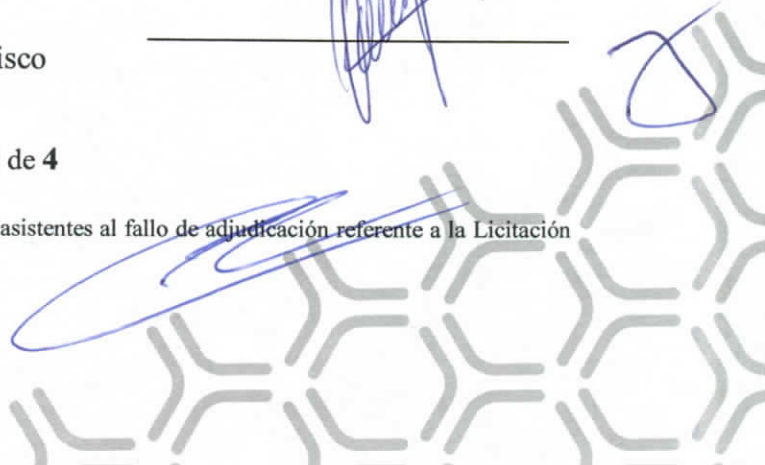 isco
de 4
asistentes al fallo de adjudicación referente a la Licitación